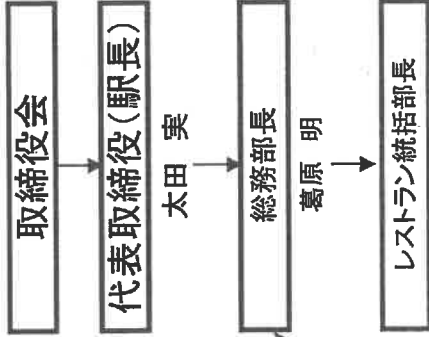 取締役会
代表取締役(駅長)
太田 実
総務部長
葛原 明
レストラン統括部長